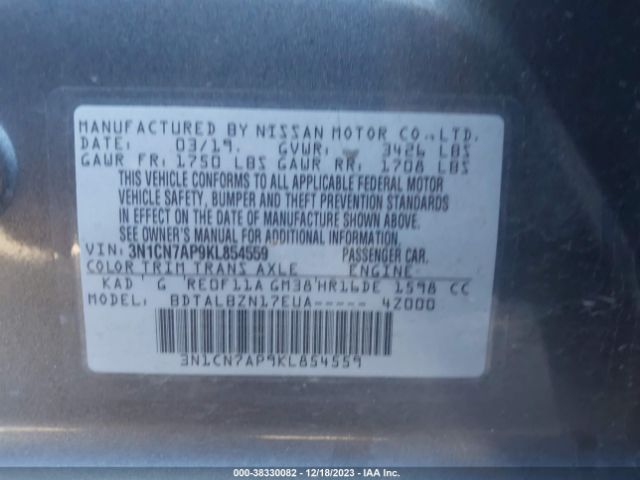 MANUFACTURED BY NISSAN MOTOR CO.,LTD.
DATE: 03/19. GVWR: 3426 LBS
GAWR FR: 1750 LBS GAWR RR: 1708 LBS
THIS VEHICLE CONFORMS TO ALL APPLICABLE FEDERAL MOTOR
VEHICLE SAFETY, BUMPER AND THEFT PREVENTION STANDARDS
IN EFFECT ON THE DATE OF MANUFACTURE SHOWN ABOVE.
SEE OWNER'S MANUAL FOR ADDITIONAL INFORMATION
VIN: 3N1CN7AP9KL854559 PASSENGER CAR.
COLOR TRIM TRANS AXLE ENGINE
KAD G RE0F11A GM38 HR16DE 1598 CC
MODEL: BDTALBZN17EUA----- 4Z000
3N1CN7AP9KL854559
000-38330082 - 12/18/2023 - IAA Inc.